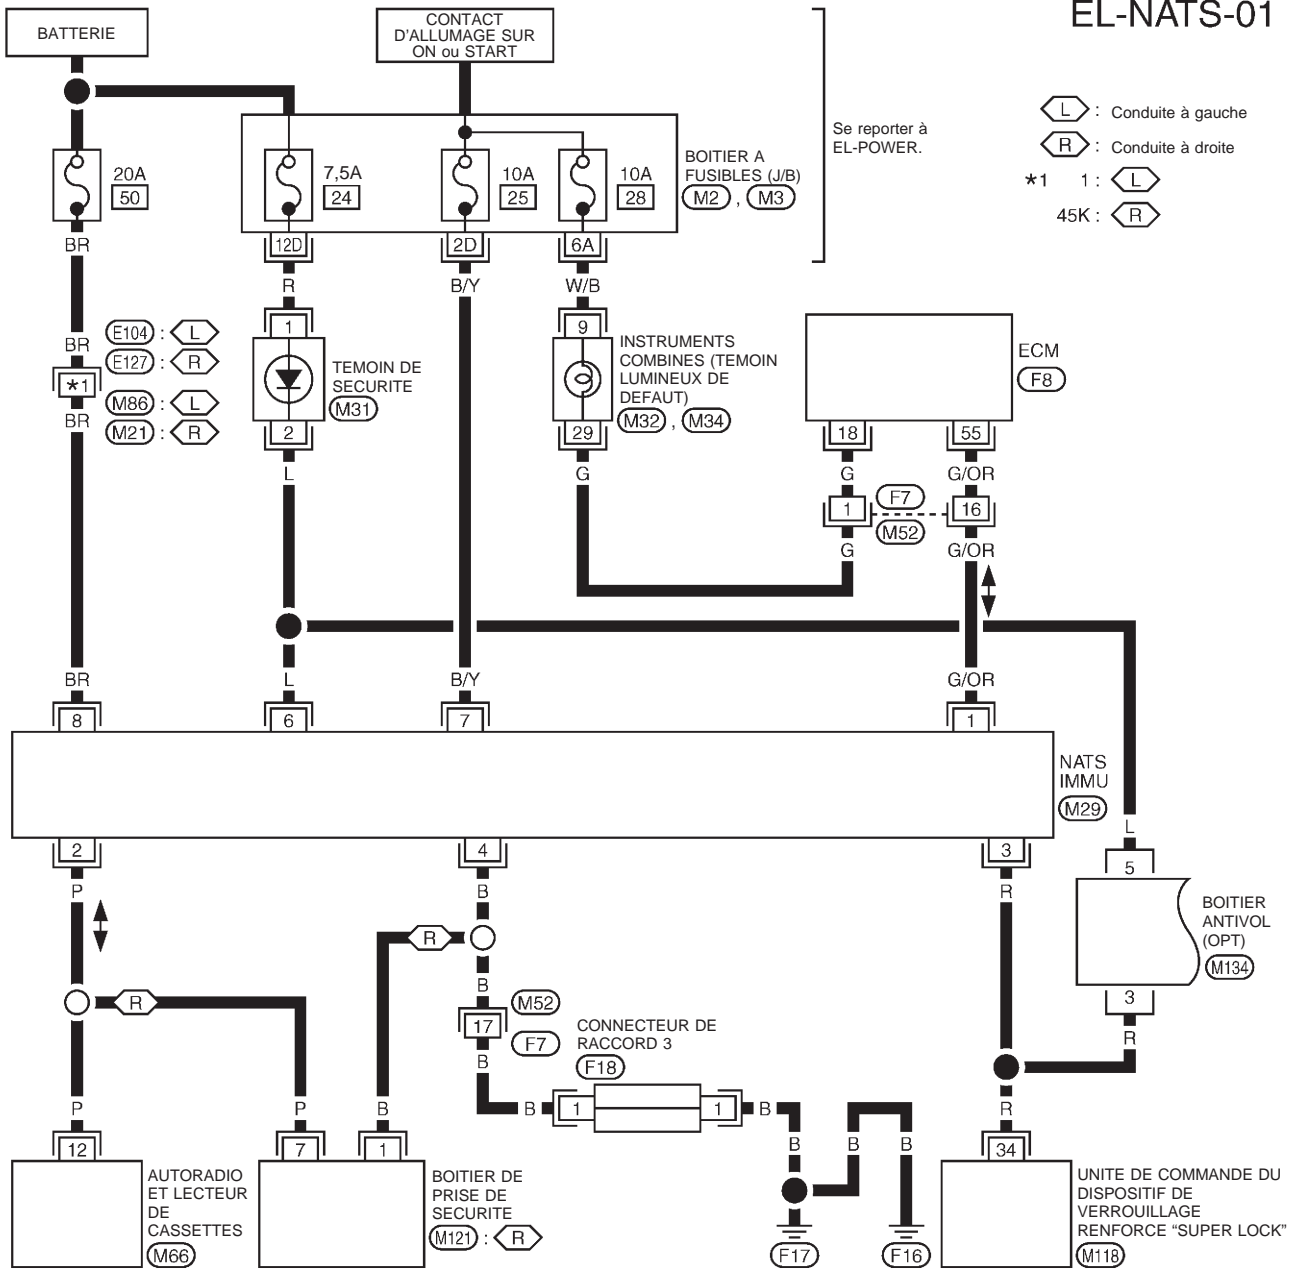 EL-NATS-01
BATTERIE
CONTACT
D'ALLUMAGE SUR
ON ou START
Se reporter à
EL-POWER.
L : Conduite à gauche
R : Conduite à droite
*1 1 : L
45K : R
20A
50
7,5A
24
10A
25
10A
28
BOITIER A
FUSIBLES (J/B)
M2 , M3
12D
2D
6A
BR
R
B/Y
W/B
1
9
BR
*1
BR
E104 : L
E127 : R
M86 : L
M21 : R
TEMOIN DE
SECURITE
M31
INSTRUMENTS
COMBINES (TEMOIN
LUMINEUX DE
DEFAUT)
M32 , M34
ECM
F8
2
29
18
55
L
G
G
G/OR
1
F7
M52
16
G
G/OR
BR
L
B/Y
G/OR
8
6
7
1
NATS
IMMU
M29
2
4
3
L
5
P
B
R
BOITIER
ANTIVOL
(OPT)
M134
R
3
R
B
R
M52
17
F7
B
CONNECTEUR DE
RACCORD 3
F18
B
1
1
B
P
P
B
B
B
B
R
12
7
1
34
AUTORADIO
ET LECTEUR
DE
CASSETTES
M66
BOITIER DE
PRISE DE
SECURITE
M121 : R
F17
F16
UNITE DE COMMANDE DU
DISPOSITIF DE
VERROUILLAGE
RENFORCE “SUPER LOCK”
M118